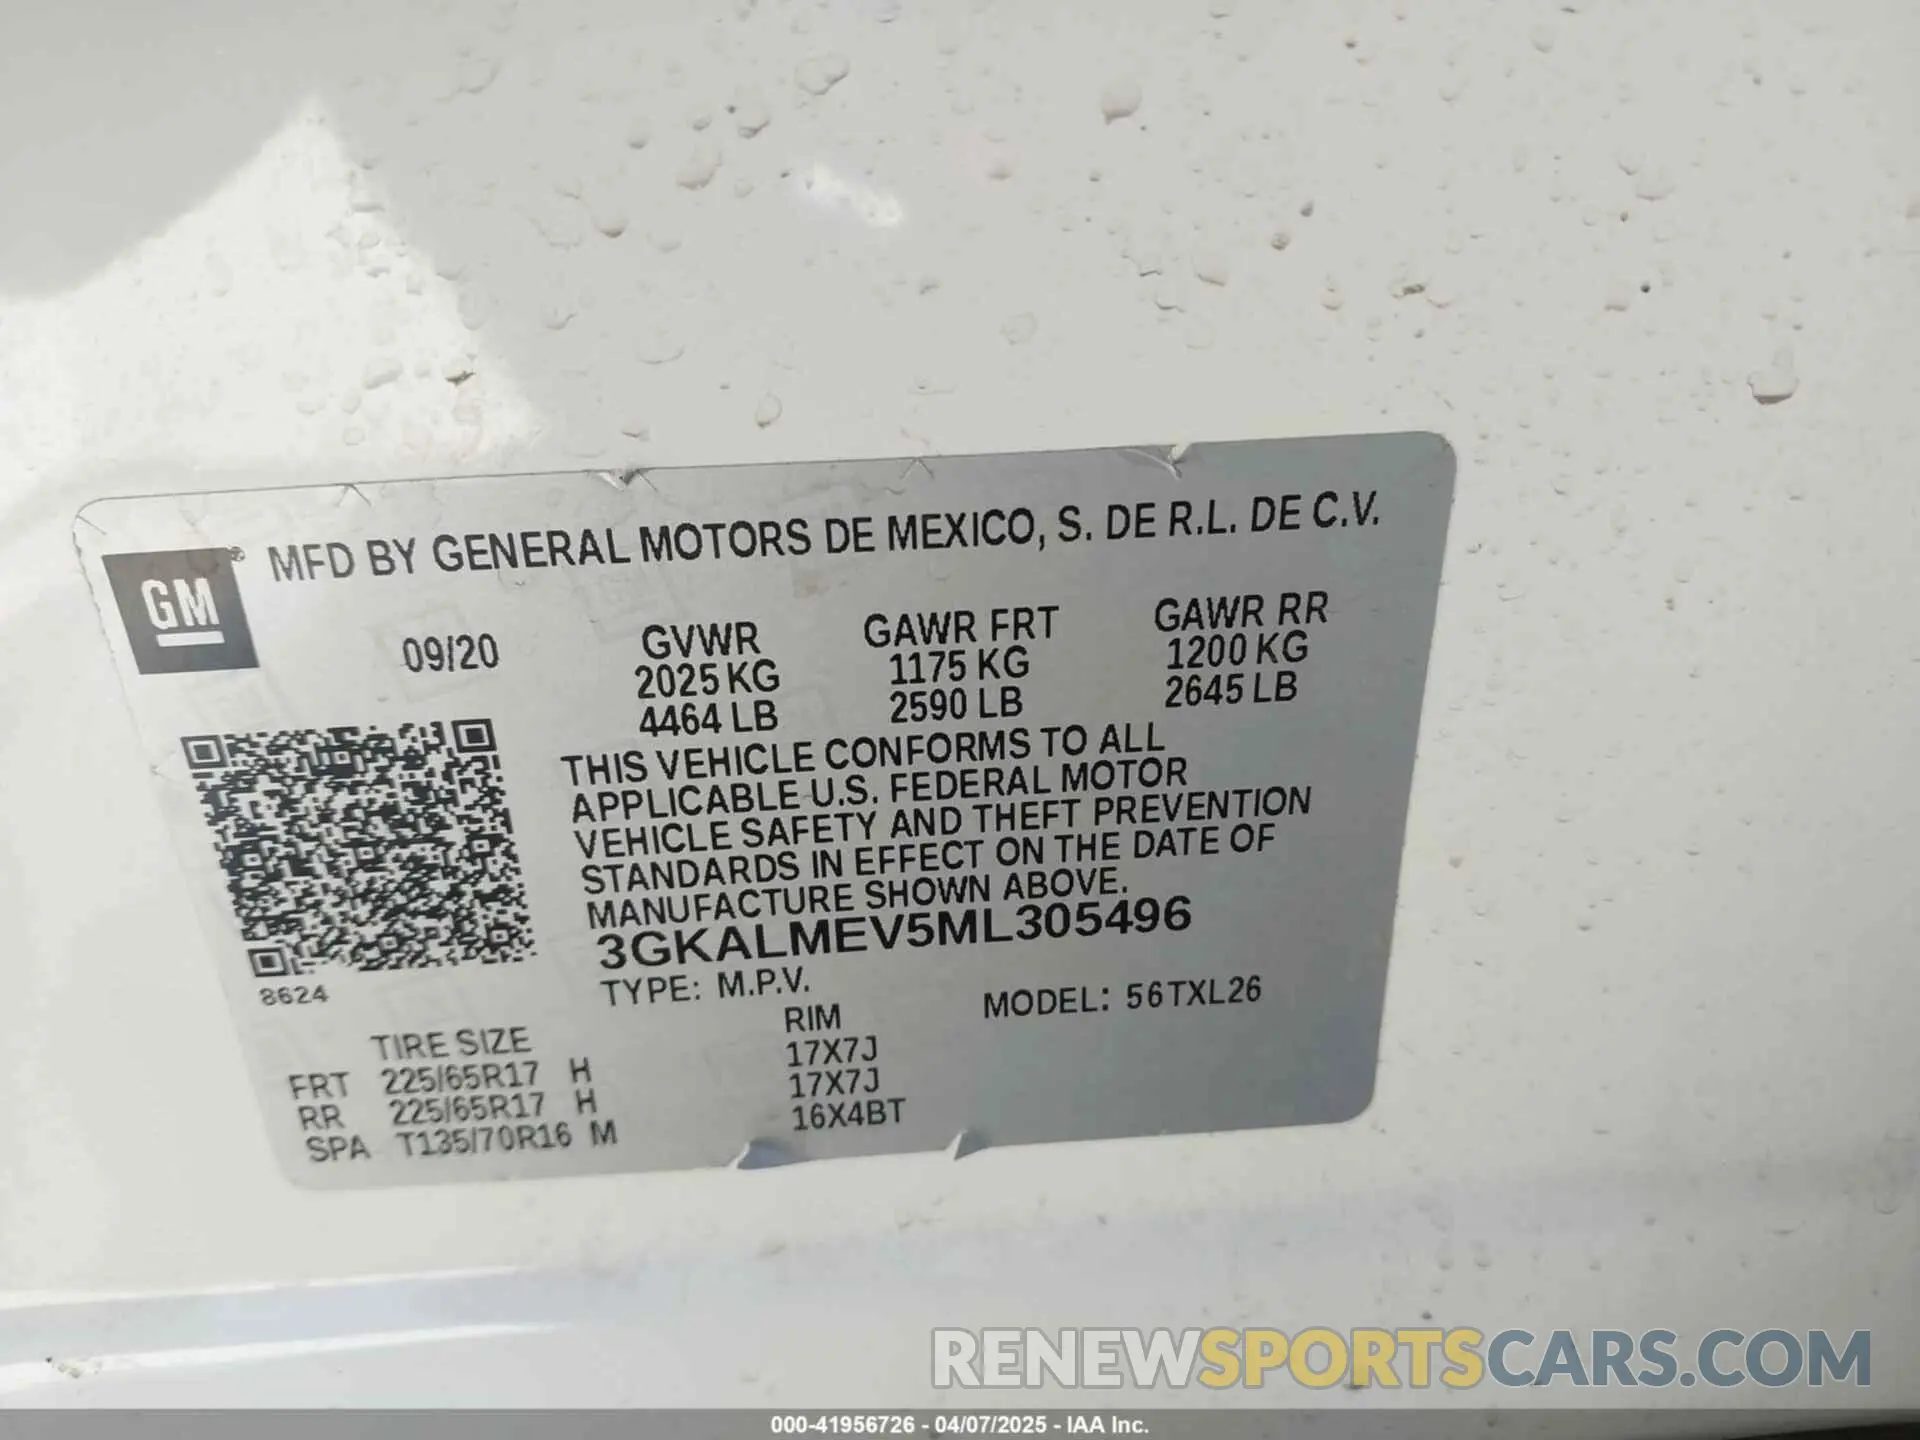 MFD BY GENERAL MOTORS DE MEXICO, S. DE R.L. DE C.V.
GM®
09/20
GVWR GAWR FRT GAWR RR
2025 KG 1175 KG 1200 KG
4464 LB 2590 LB 2645 LB
THIS VEHICLE CONFORMS TO ALL
APPLICABLE U.S. FEDERAL MOTOR
VEHICLE SAFETY AND THEFT PREVENTION
STANDARDS IN EFFECT ON THE DATE OF
MANUFACTURE SHOWN ABOVE.
3GKALMEV5ML305496
8624
TYPE: M.P.V. MODEL: 56TXL26
TIRE SIZE RIM
FRT 225/65R17 H 17X7J
RR 225/65R17 H 17X7J
SPA T135/70R16 M 16X4BT
RENEWSPORTSCARS.COM
000-41956726 - 04/07/2025 - IAA Inc.